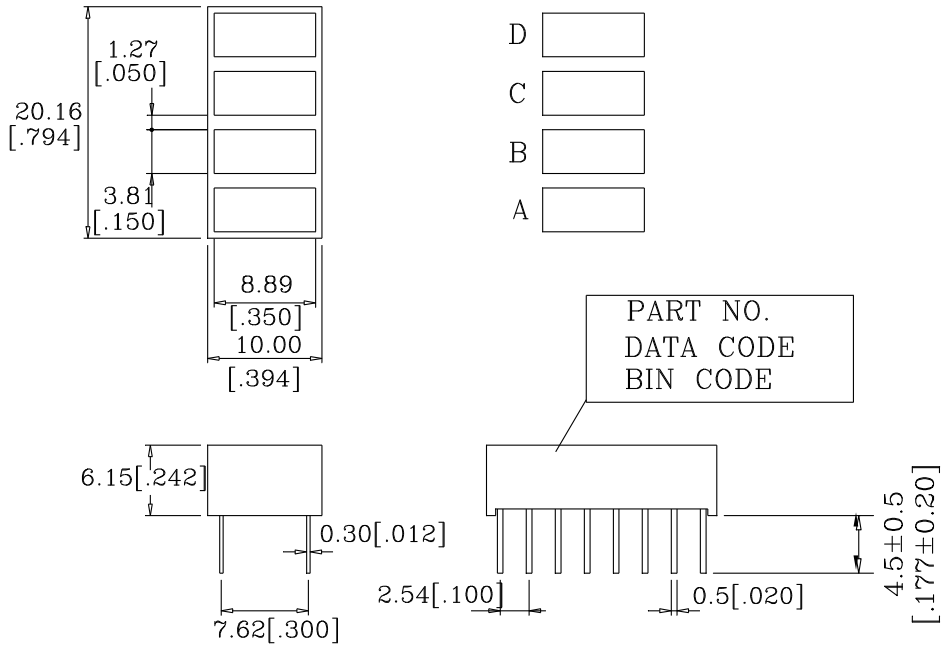 1.27
[.050]
20.16
[.794]
3.81
[.150]
8.89
[.350]
10.00
[.394]
D
C
B
A
PART NO.
DATA CODE
BIN CODE
6.15[.242]
0.30[.012]
7.62[.300]
2.54[.100]
0.5[.020]
4.5±0.5
[.177±0.20]